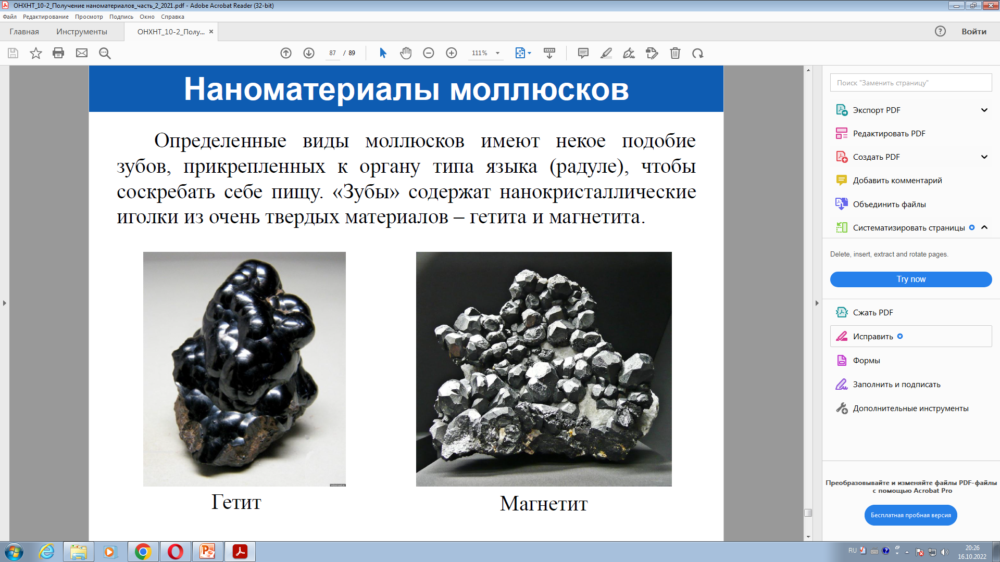 ОНХНТ_10-2_Получение наноматериалов_часть_2_2021.pdf - Adobe Acrobat Reader (32-bit)
Файл Редактирование Просмотр Подпись Окно Справка
Главная Инструменты ОНХНТ_10-2_Полу... Войти
87 / 89 111%
Наноматериалы моллюсков
Определенные виды моллюсков имеют некое подобие
зубов, прикрепленных к органу типа языка (радуле), чтобы
соскребать себе пищу. «Зубы» содержат нанокристаллические
иголки из очень твердых материалов – гетита и магнетита.
Гетит
Магнетит
Поиск "Заменить страницу"
Экспорт PDF
Редактировать PDF
Создать PDF
Добавить комментарий
Объединить файлы
Систематизировать страницы
Delete, insert, extract and rotate pages.
Try now
Сжать PDF
Исправить
Формы
Заполнить и подписать
Дополнительные инструменты
Преобразовывайте и изменяйте файлы PDF-файлы
с помощью Acrobat Pro
Бесплатная пробная версия
RU
20:26
16.10.2022